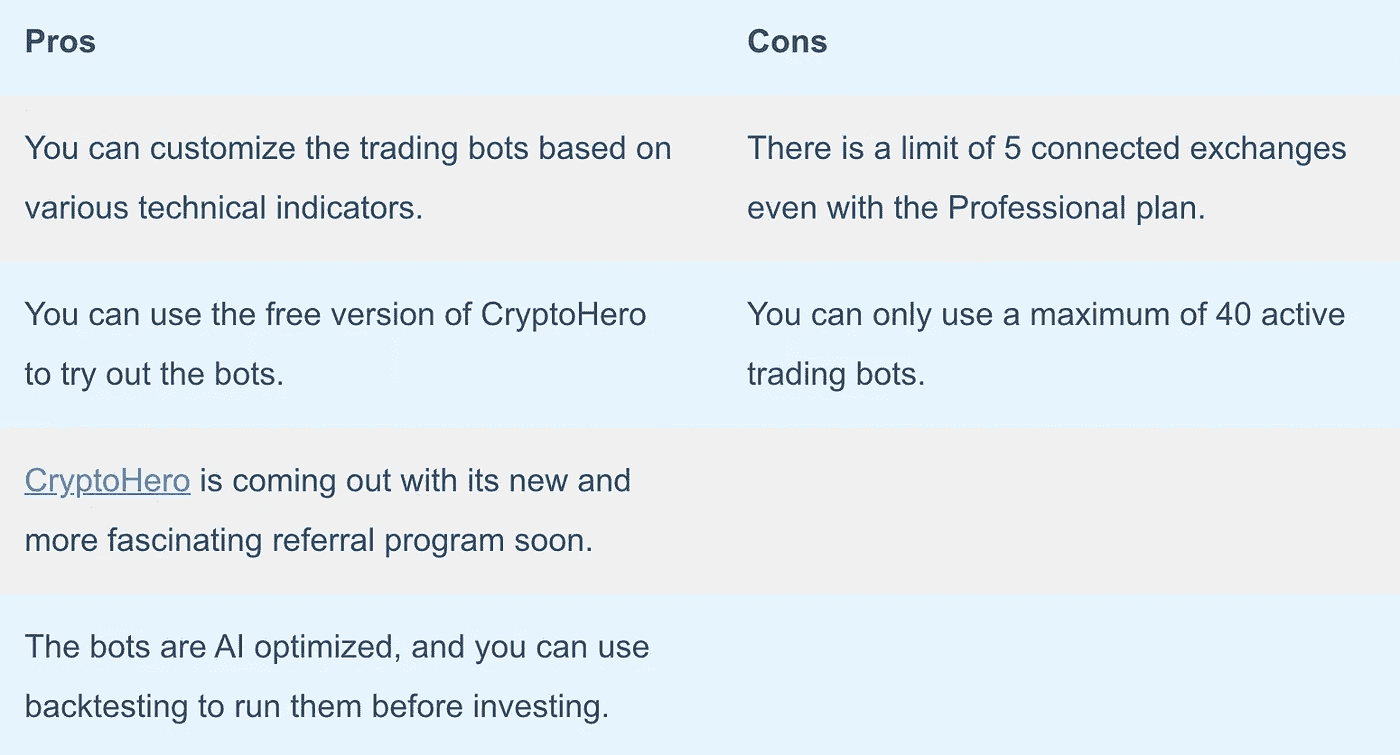 Pros
Cons
You can customize the trading bots based on
various technical indicators.
There is a limit of 5 connected exchanges
even with the Professional plan.
You can use the free version of CryptoHero
to try out the bots.
You can only use a maximum of 40 active
trading bots.
CryptoHero is coming out with its new and
more fascinating referral program soon.
The bots are AI optimized, and you can use
backtesting to run them before investing.